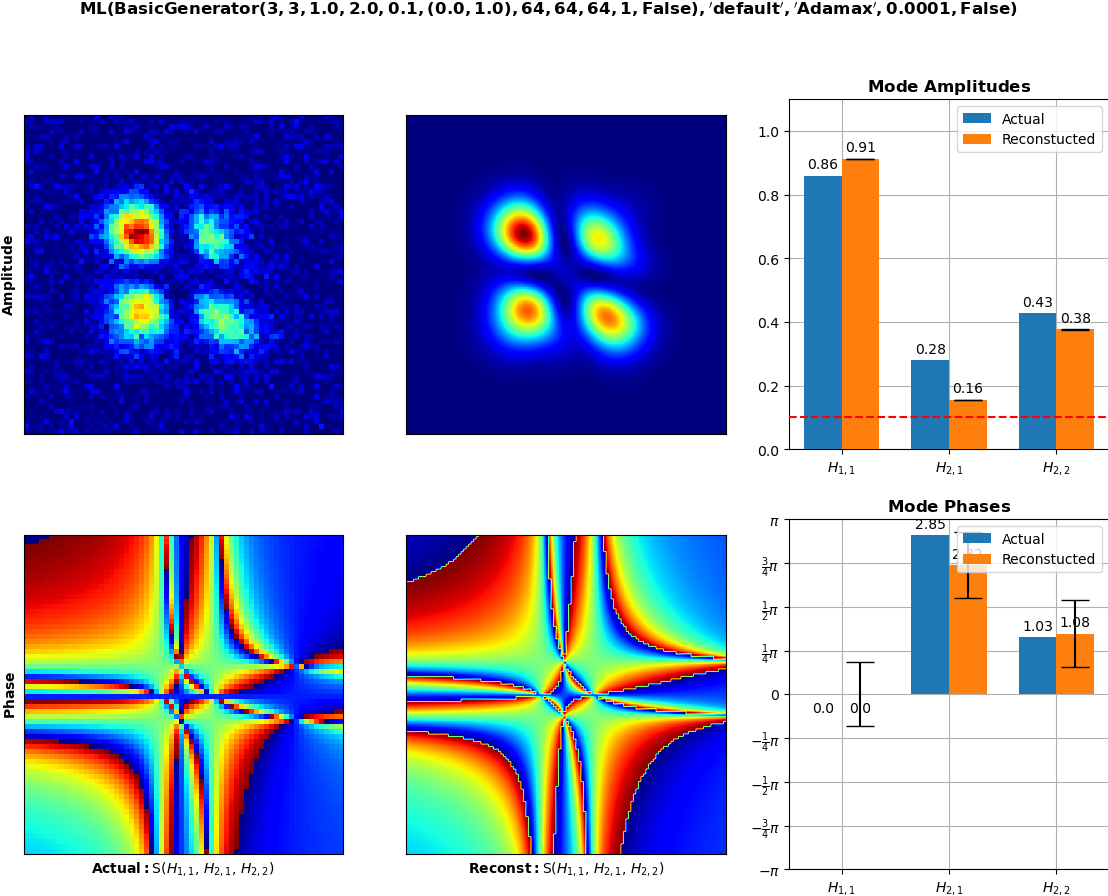 ML(BasicGenerator(3, 3, 1.0, 2.0, 0.1, (0.0, 1.0), 64, 64, 64, 1, False), ′default′, ′Adamax′, 0.0001, False)
Amplitude
Mode Amplitudes
Actual
Reconstucted
1.0
0.8
0.6
0.4
0.2
0.0
0.86
0.91
0.28
0.16
0.43
0.38
H1,1
H2,1
H2,2
Phase
Actual: S(H1,1, H2,1, H2,2)
Reconst: S(H1,1, H2,1, H2,2)
Mode Phases
Actual
Reconstucted
π
3/4π
1/2π
1/4π
0
−1/4π
−1/2π
−3/4π
−π
0.0
0.0
2.85
1.03
1.08
H1,1
H2,1
H2,2